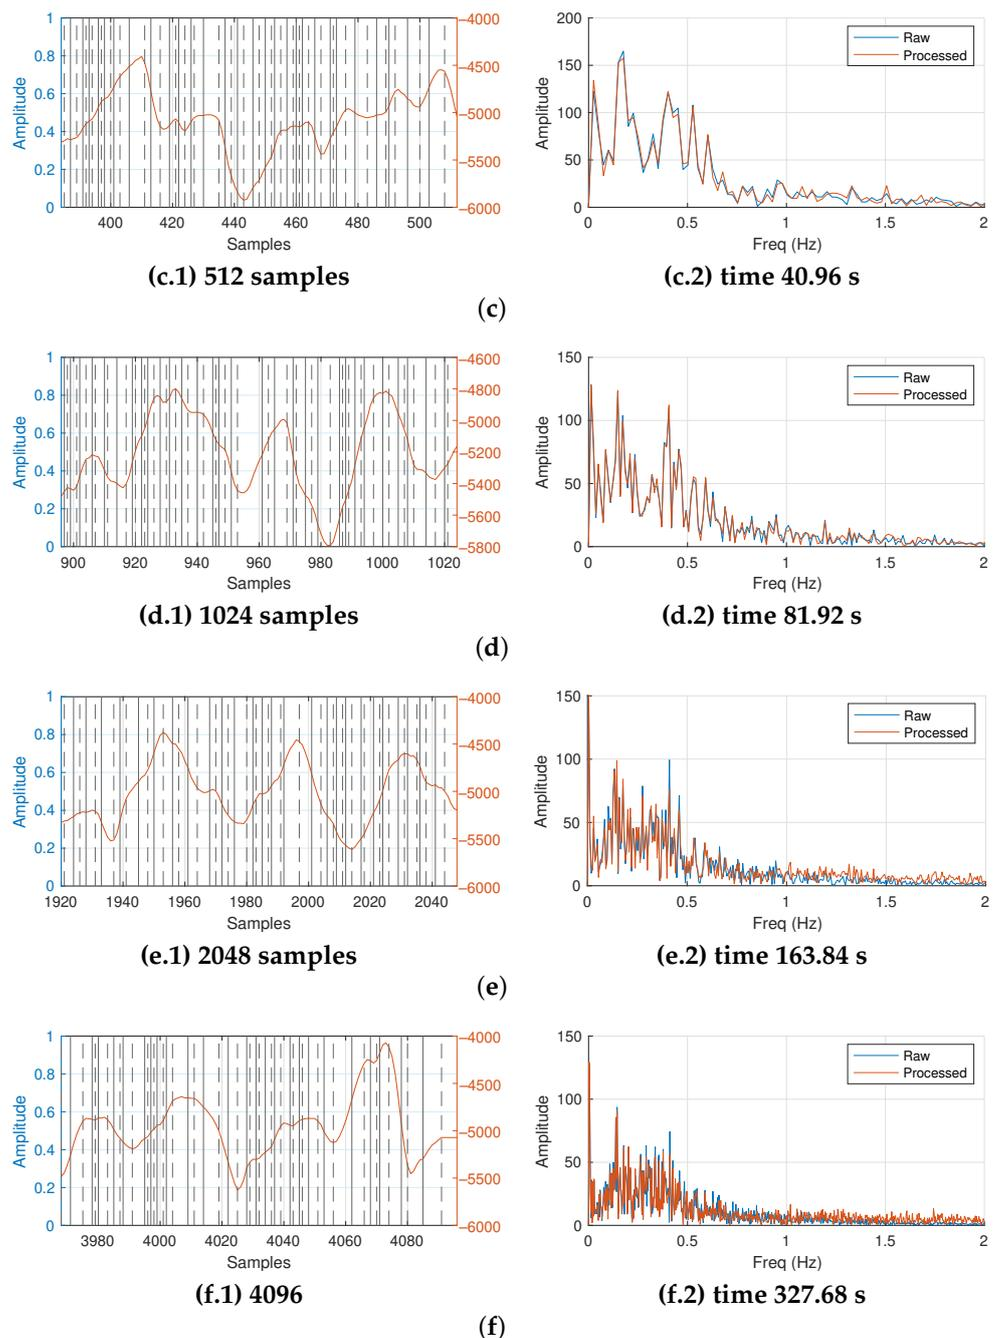 1
0.8
0.6
0.4
0.2
0
Amplitude
−4000
−4500
−5000
−5500
−6000
400 420 440 460 480 500
Samples
200
150
100
50
0
Amplitude
Raw
Processed
0 0.5 1 1.5 2
Freq (Hz)
(c.1) 512 samples
(c.2) time 40.96 s
(c)
1
0.8
0.6
0.4
0.2
0
Amplitude
−4600
−4800
−5000
−5200
−5400
−5600
−5800
900 920 940 960 980 1000 1020
Samples
150
100
50
0
Amplitude
Raw
Processed
0 0.5 1 1.5 2
Freq (Hz)
(d.1) 1024 samples
(d.2) time 81.92 s
(d)
1
0.8
0.6
0.4
0.2
0
Amplitude
−4000
−4500
−5000
−5500
−6000
1920 1940 1960 1980 2000 2020 2040
Samples
150
100
50
0
Amplitude
Raw
Processed
0 0.5 1 1.5 2
Freq (Hz)
(e.1) 2048 samples
(e.2) time 163.84 s
(e)
1
0.8
0.6
0.4
0.2
0
Amplitude
−4000
−4500
−5000
−5500
−6000
3980 4000 4020 4040 4060 4080
Samples
150
100
50
0
Amplitude
Raw
Processed
0 0.5 1 1.5 2
Freq (Hz)
(f.1) 4096
(f.2) time 327.68 s
(f)